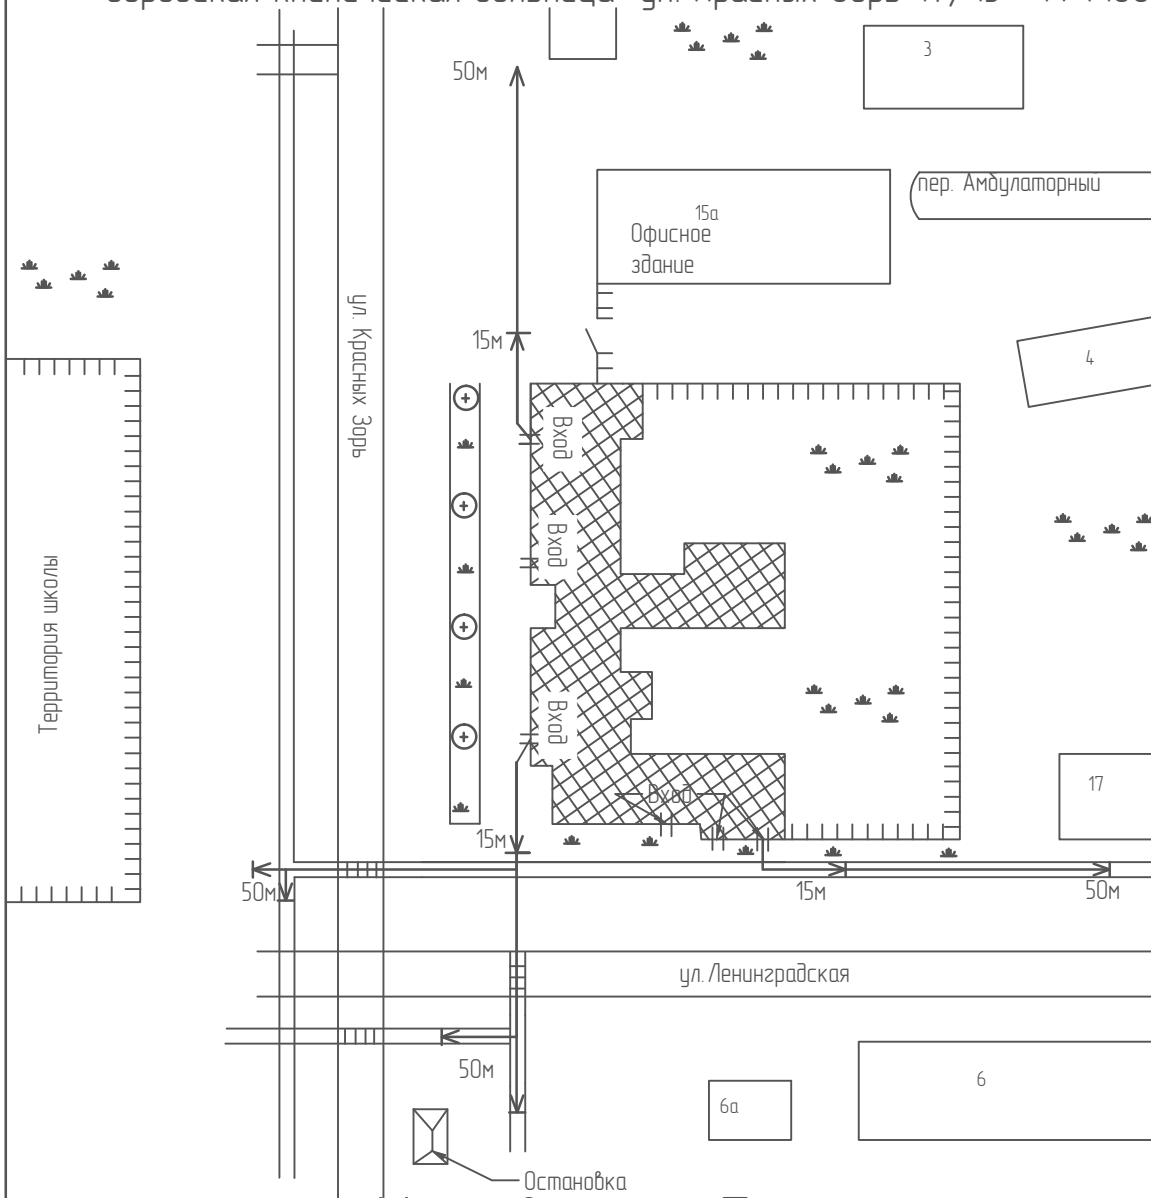 50м
3
пер. Амбулаторный
15а
Офисное
здание
15м
4
ул. Красных Зорь
Вход
Вход
Территория школы
Вход
17
Вход
15м
50м
15м
50м
ул. Ленинградская
50м
6а
6
Остановка